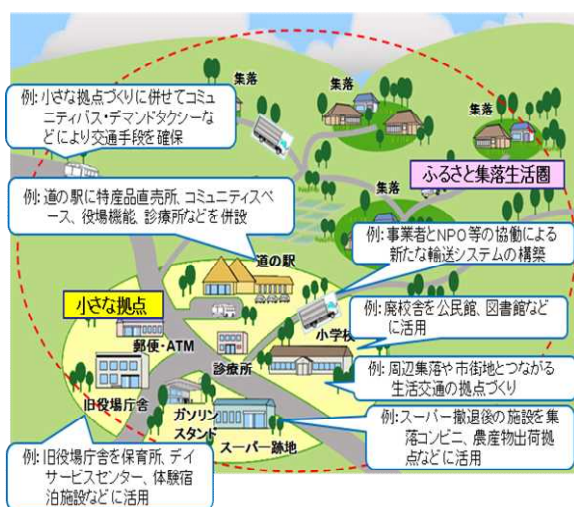 集落
集落
集落
集落
例：小さな拠点づくりに併せてコミュ
ニティバス・デマンドタクシーな
どにより交通手段を確保
ふるさと集落生活圏
例：道の駅に特産品直売所、コミュニティスペ
ース、役場機能、診療所などを併設
例：事業者とNPO等の協働による
新たな輸送システムの構築
道の駅
小さな拠点
例：廃校舎を公民館、図書館など
に活用
小学校
郵便・ATM
診療所
例：周辺集落や市街地とつながる
生活交通の拠点づくり
旧役場庁舎
ガソリン
スタンド
スーパー跡地
例：スーパー撤退後の施設を集
落コンビニ、農産物出荷拠
点などに活用
例：旧役場庁舎を保育所、デイ
サービスセンター、体験宿
泊施設などに活用